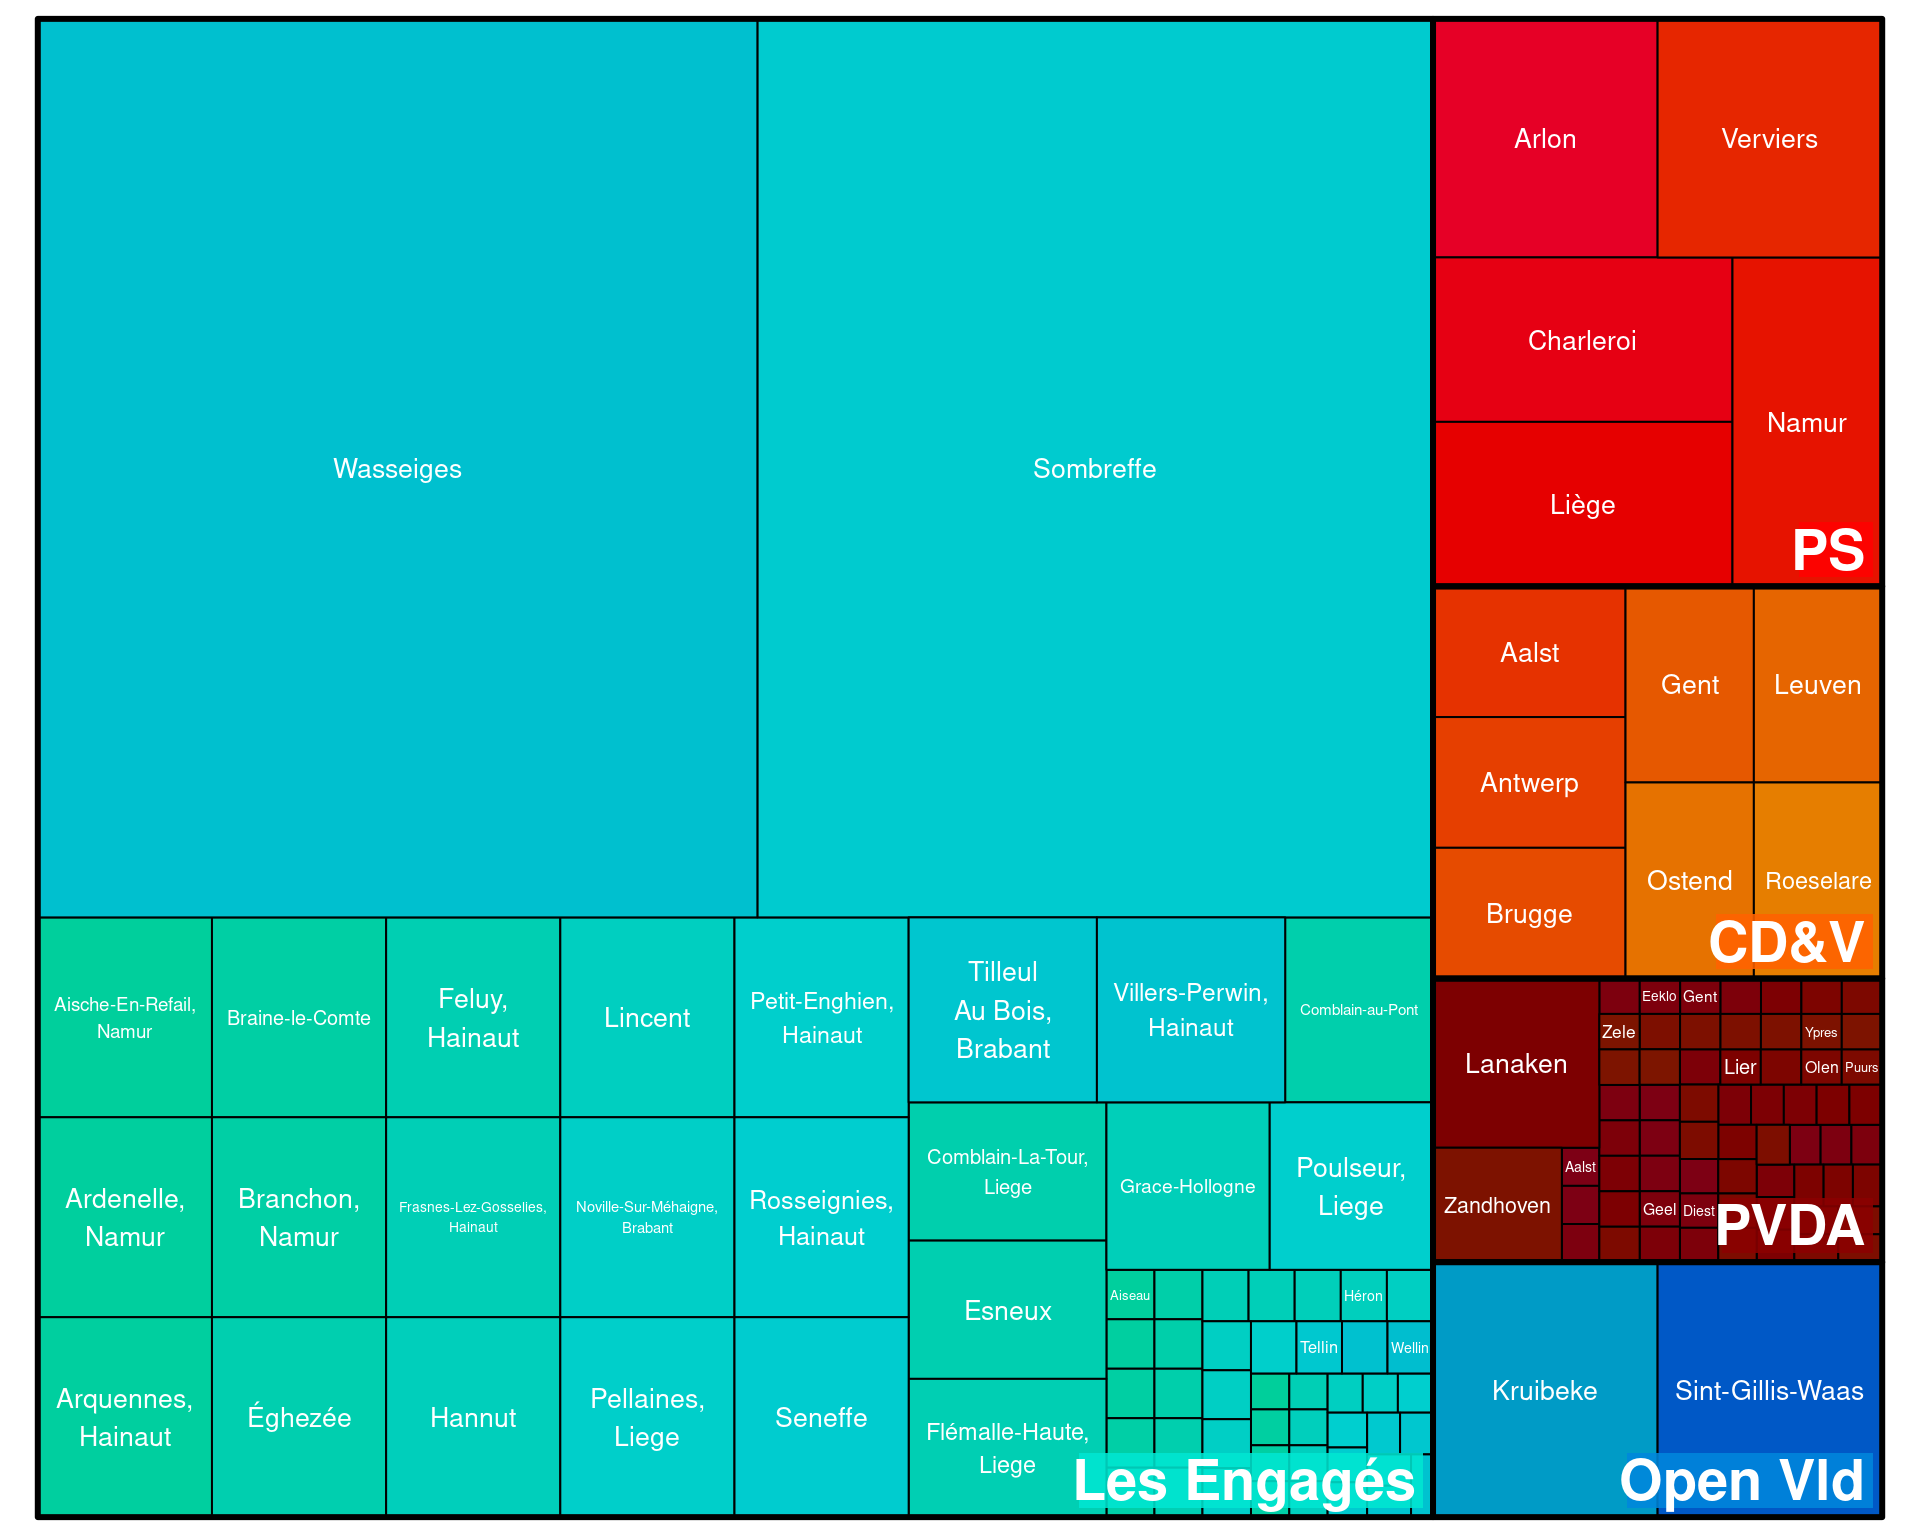 Wasseiges
Sombreffe
Arlon
Verviers
Charleroi
Namur
Liège
PS
Aalst
Gent
Leuven
Antwerp
Brugge
Ostend
Roeselare
CD&V
Aische-En-Refail,
Namur
Braine-le-Comte
Feluy,
Hainaut
Lincent
Petit-Enghien,
Hainaut
Tilleul
Au Bois,
Brabant
Villers-Perwin,
Hainaut
Comblain-au-Pont
Ardenelle,
Namur
Branchon,
Namur
Frasnes-Lez-Gosselies,
Hainaut
Noville-Sur-Méhaigne,
Brabant
Rosseignies,
Hainaut
Comblain-La-Tour,
Liege
Grace-Hollogne
Poulseur,
Liege
Esneux
Arquennes,
Hainaut
Éghezée
Hannut
Pellaines,
Liege
Seneffe
Flémalle-Haute,
Liege
Aiseau
Héron
Tellin
Wellin
Les Engagés
Lanaken
Eeklo
Gent
Zele
Ypres
Lier
Olen
Puurs
Zandhoven
Aalst
Geel
Diest
PVDA
Kruibeke
Sint-Gillis-Waas
Open Vld